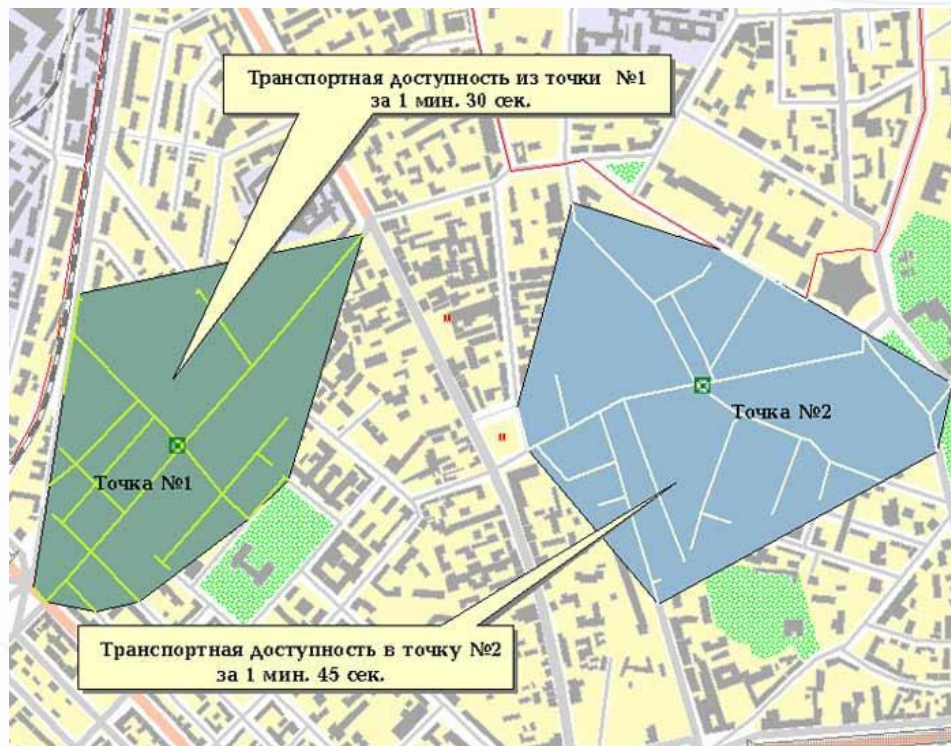 Транспортная доступность из точки №1
за 1 мин. 30 сек.
Точка №2
Точка №1
Транспортная доступность в точку №2
за 1 мин. 45 сек.